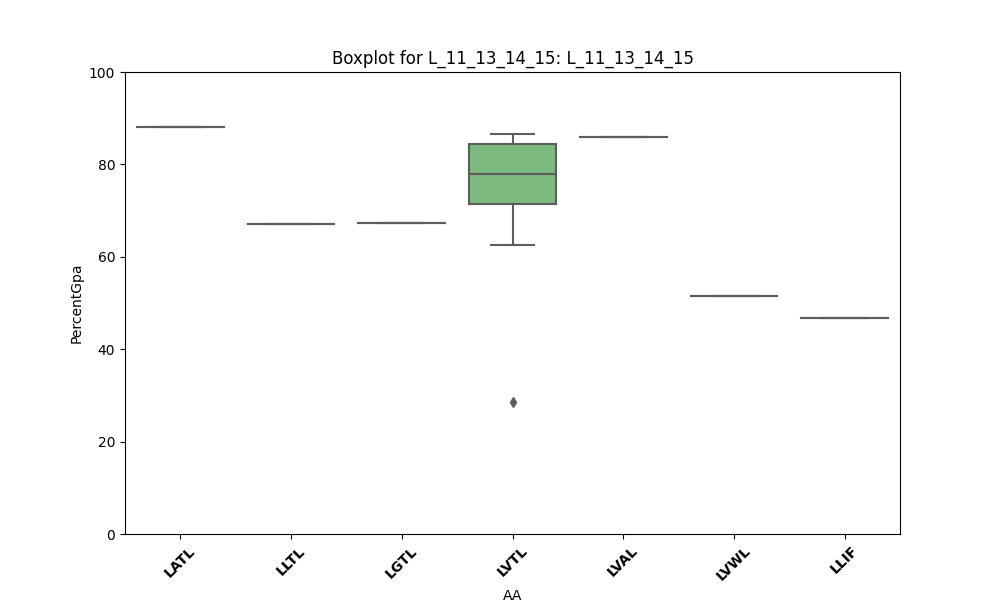 Boxplot for L_11_13_14_15: L_11_13_14_15
PercentGpa
100
80
60
40
20
0
LATL
LLTL
LGTL
LVTL
LVAL
LVWL
LLIF
AA